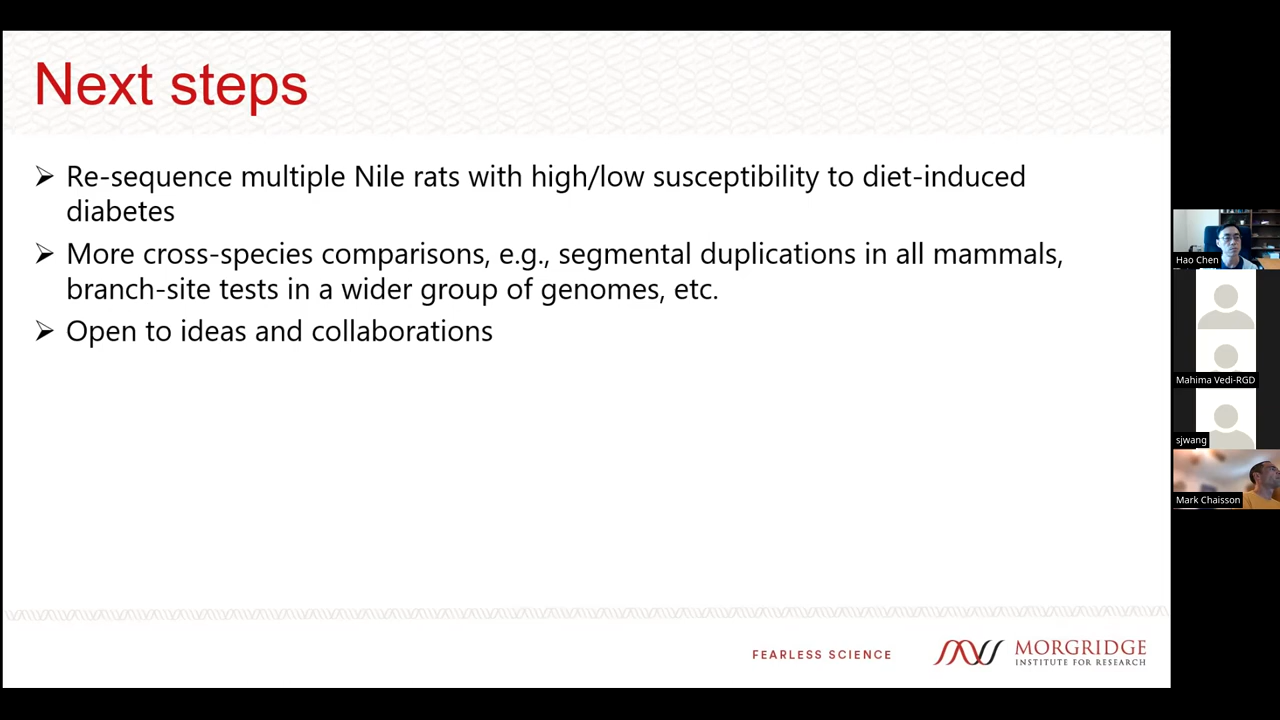 Next steps
➢ Re-sequence multiple Nile rats with high/low susceptibility to diet-induced
diabetes
➢ More cross-species comparisons, e.g., segmental duplications in all mammals,
branch-site tests in a wider group of genomes, etc.
➢ Open to ideas and collaborations
FEARLESS SCIENCE
MORGRIDGE
INSTITUTE FOR RESEARCH
Hao Chen
Mahima Vedi-RGD
sjwang
Mark Chaisson